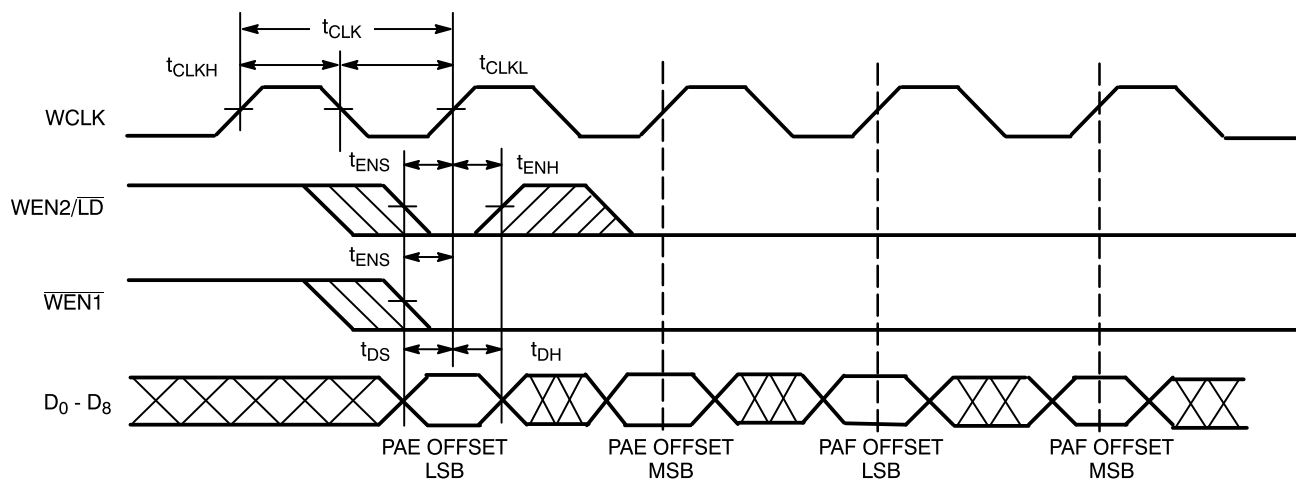 tCLK
tCLKH
tCLKL
WCLK
tENS
tENH
WEN2/LD
tENS
WEN1
tDS
tDH
D0 - D8
PAE OFFSET
LSB
PAE OFFSET
MSB
PAF OFFSET
LSB
PAF OFFSET
MSB